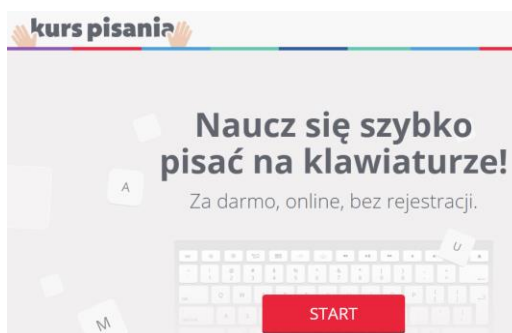 kurs pisania
Naucz się szybko
pisać na klawiaturze!
Za darmo, online, bez rejestracji.
A
U
START
M